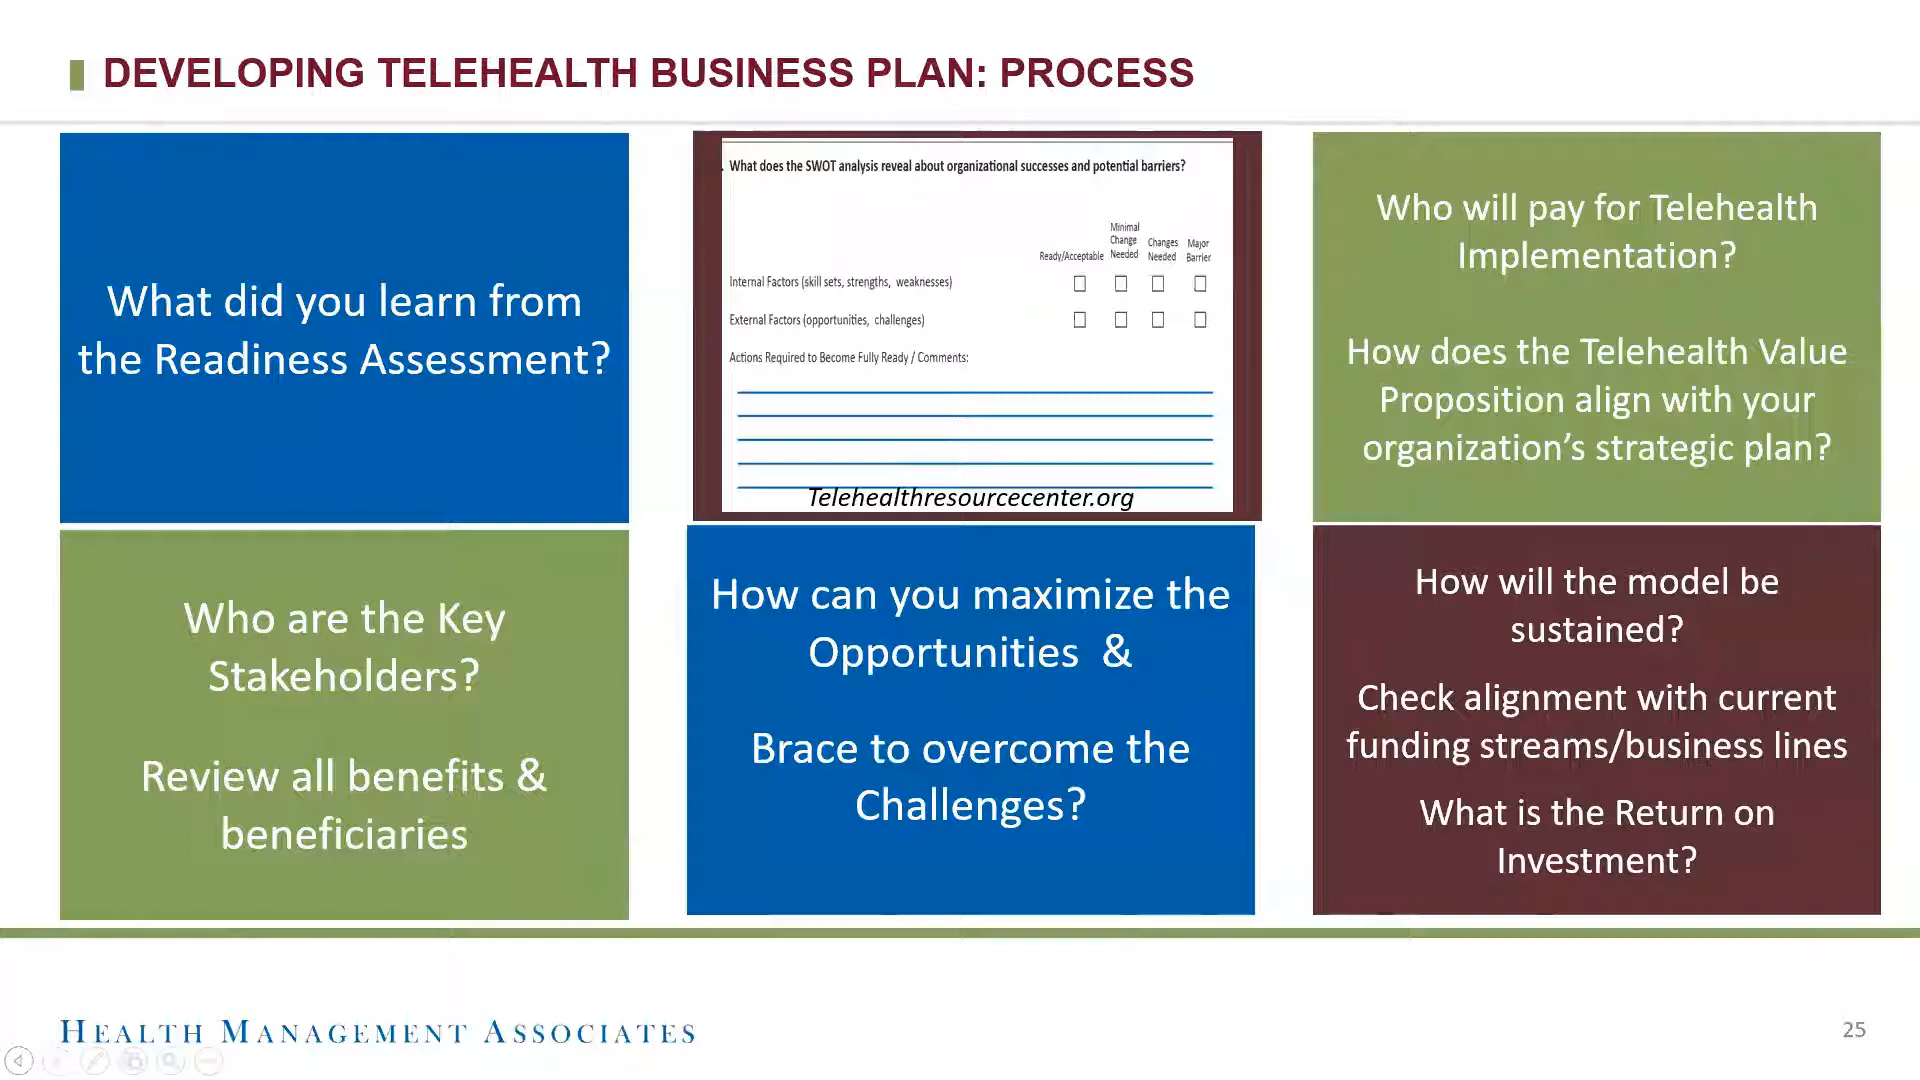 DEVELOPING TELEHEALTH BUSINESS PLAN: PROCESS
What did you learn from
the Readiness Assessment?
. What does the SWOT analysis reveal about organizational successes and potential barriers?
Minimal
Change
Needed
Ready/Acceptable
Changes
Needed
Major
Barrier
Internal Factors (skill sets, strengths, weaknesses)
External Factors (opportunities, challenges)
Actions Required to Become Fully Ready / Comments:
Telehealthresourcecenter.org
Who will pay for Telehealth
Implementation?
How does the Telehealth Value
Proposition align with your
organization’s strategic plan?
Who are the Key
Stakeholders?
Review all benefits &
beneficiaries
How can you maximize the
Opportunities &
Brace to overcome the
Challenges?
How will the model be
sustained?
Check alignment with current
funding streams/business lines
What is the Return on
Investment?
HEALTH MANAGEMENT ASSOCIATES
25